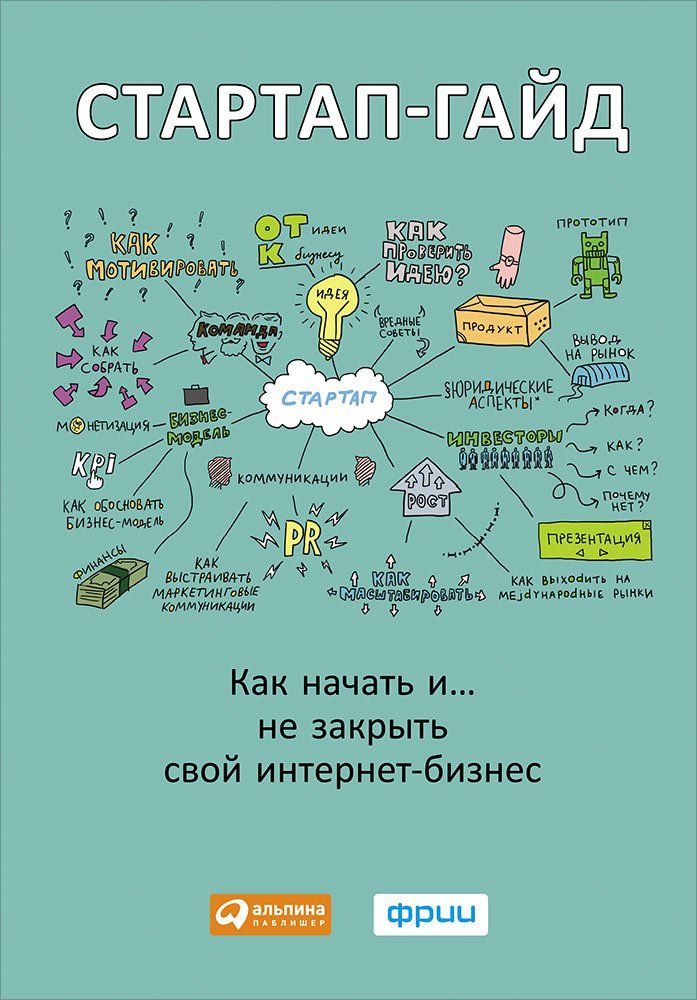 СТАРТАП-ГАЙД
КАК
МОТИВИРОВАТЬ
ОТ ИДЕИ
К бизнесу
КАК
ПРОВЕРИТЬ
ИДЕЮ?
ПРОТОТИП
ИДЕЯ
КОМАНДА
КАК
СОБРАТЬ
ВРЕДНЫЕ
СОВЕТЫ
ПРОДУКТ
ВЫВОД
НА РЫНОК
СТАРТАП
§ЮРИДИЧЕСКИЕ
АСПЕКТЫ*
МОНЕТИЗАЦИЯ
БИЗНЕС-
МОДЕЛЬ
KPi
КАК ОБОСНОВАТЬ
БИЗНЕС-МОДЕЛЬ
ФИНАНСЫ
ИНВЕСТОРЫ
КОГДА?
КАК?
С ЧЕМ?
ПОЧЕМУ
НЕТ?
ПРЕЗЕНТАЦИЯ
КОММУНИКАЦИИ
PR
КАК
ВЫСТРАИВАТЬ
МАРКЕТИНГОВЫЕ
КОММУНИКАЦИИ
РОСТ
КАК
МАСШТАБИРОВАТЬ
КАК ВЫХОДИТЬ НА
МЕЖДУНАРОДНЫЕ РЫНКИ
Как начать и...
не закрыть
свой интернет-бизнес
АЛЬПИНА
ПАБЛИШЕР
ФРИИ